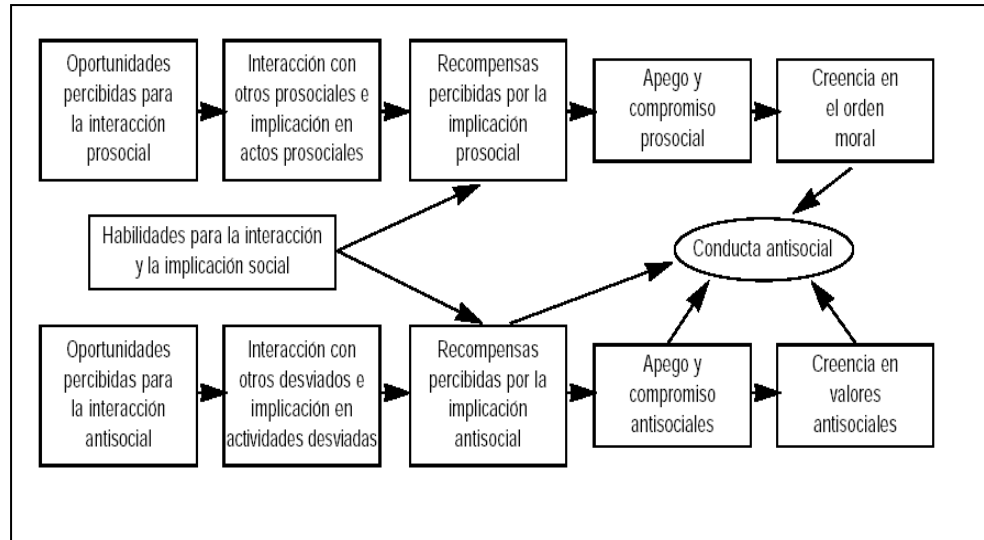 Oportunidades
percibidas para
la interacción
prosocial
Interacción con
otros prosociales e
implicación en
actos prosociales
Recompensas
percibidas por la
implicación
prosocial
Apego y
compromiso
prosocial
Creencia en
el orden
moral
Habilidades para la interacción
y la implicación social
Conducta antisocial
Oportunidades
percibidas para
la interacción
antisocial
Interacción con
otros desviados e
implicación en
actividades desviadas
Recompensas
percibidas por la
implicación
antisocial
Apego y
compromiso
antisociales
Creencia en
valores
antisociales